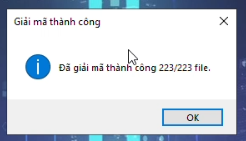 Giải mã thành công
Đã giải mã thành công 223/223 file.
OK